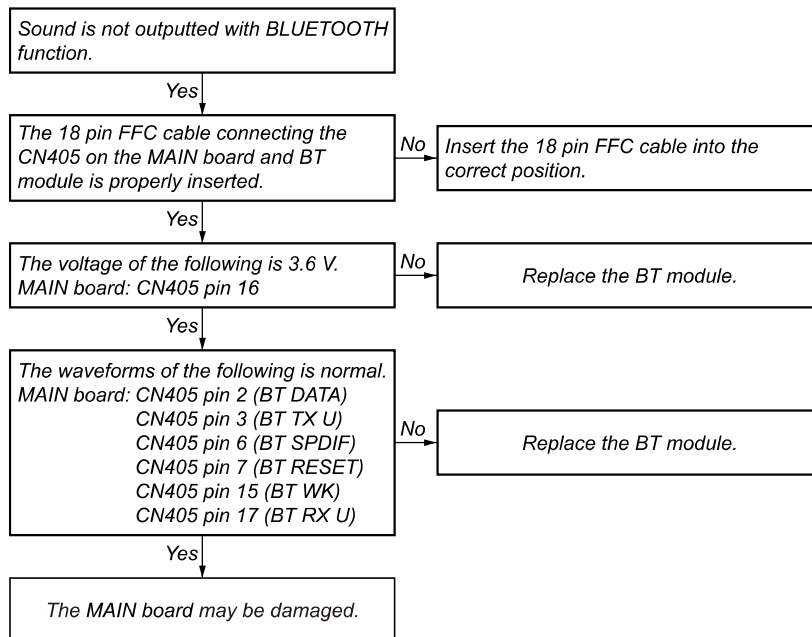 Sound is not outputted with BLUETOOTH
function.
Yes
The 18 pin FFC cable connecting the
CN405 on the MAIN board and BT
module is properly inserted.
No
Insert the 18 pin FFC cable into the
correct position.
Yes
The voltage of the following is 3.6 V.
MAIN board: CN405 pin 16
No
Replace the BT module.
Yes
The waveforms of the following is normal.
MAIN board: CN405 pin 2 (BT DATA)
CN405 pin 3 (BT TX U)
CN405 pin 6 (BT SPDIF)
CN405 pin 7 (BT RESET)
CN405 pin 15 (BT WK)
CN405 pin 17 (BT RX U)
No
Replace the BT module.
Yes
The MAIN board may be damaged.